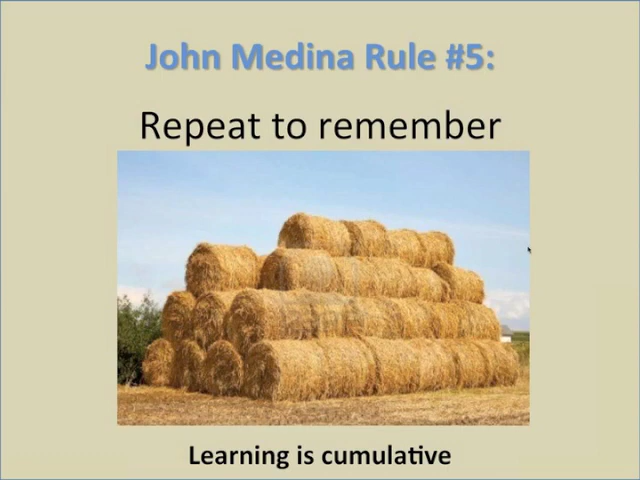 John Medina Rule #5:
Repeat to remember
Learning is cumulative